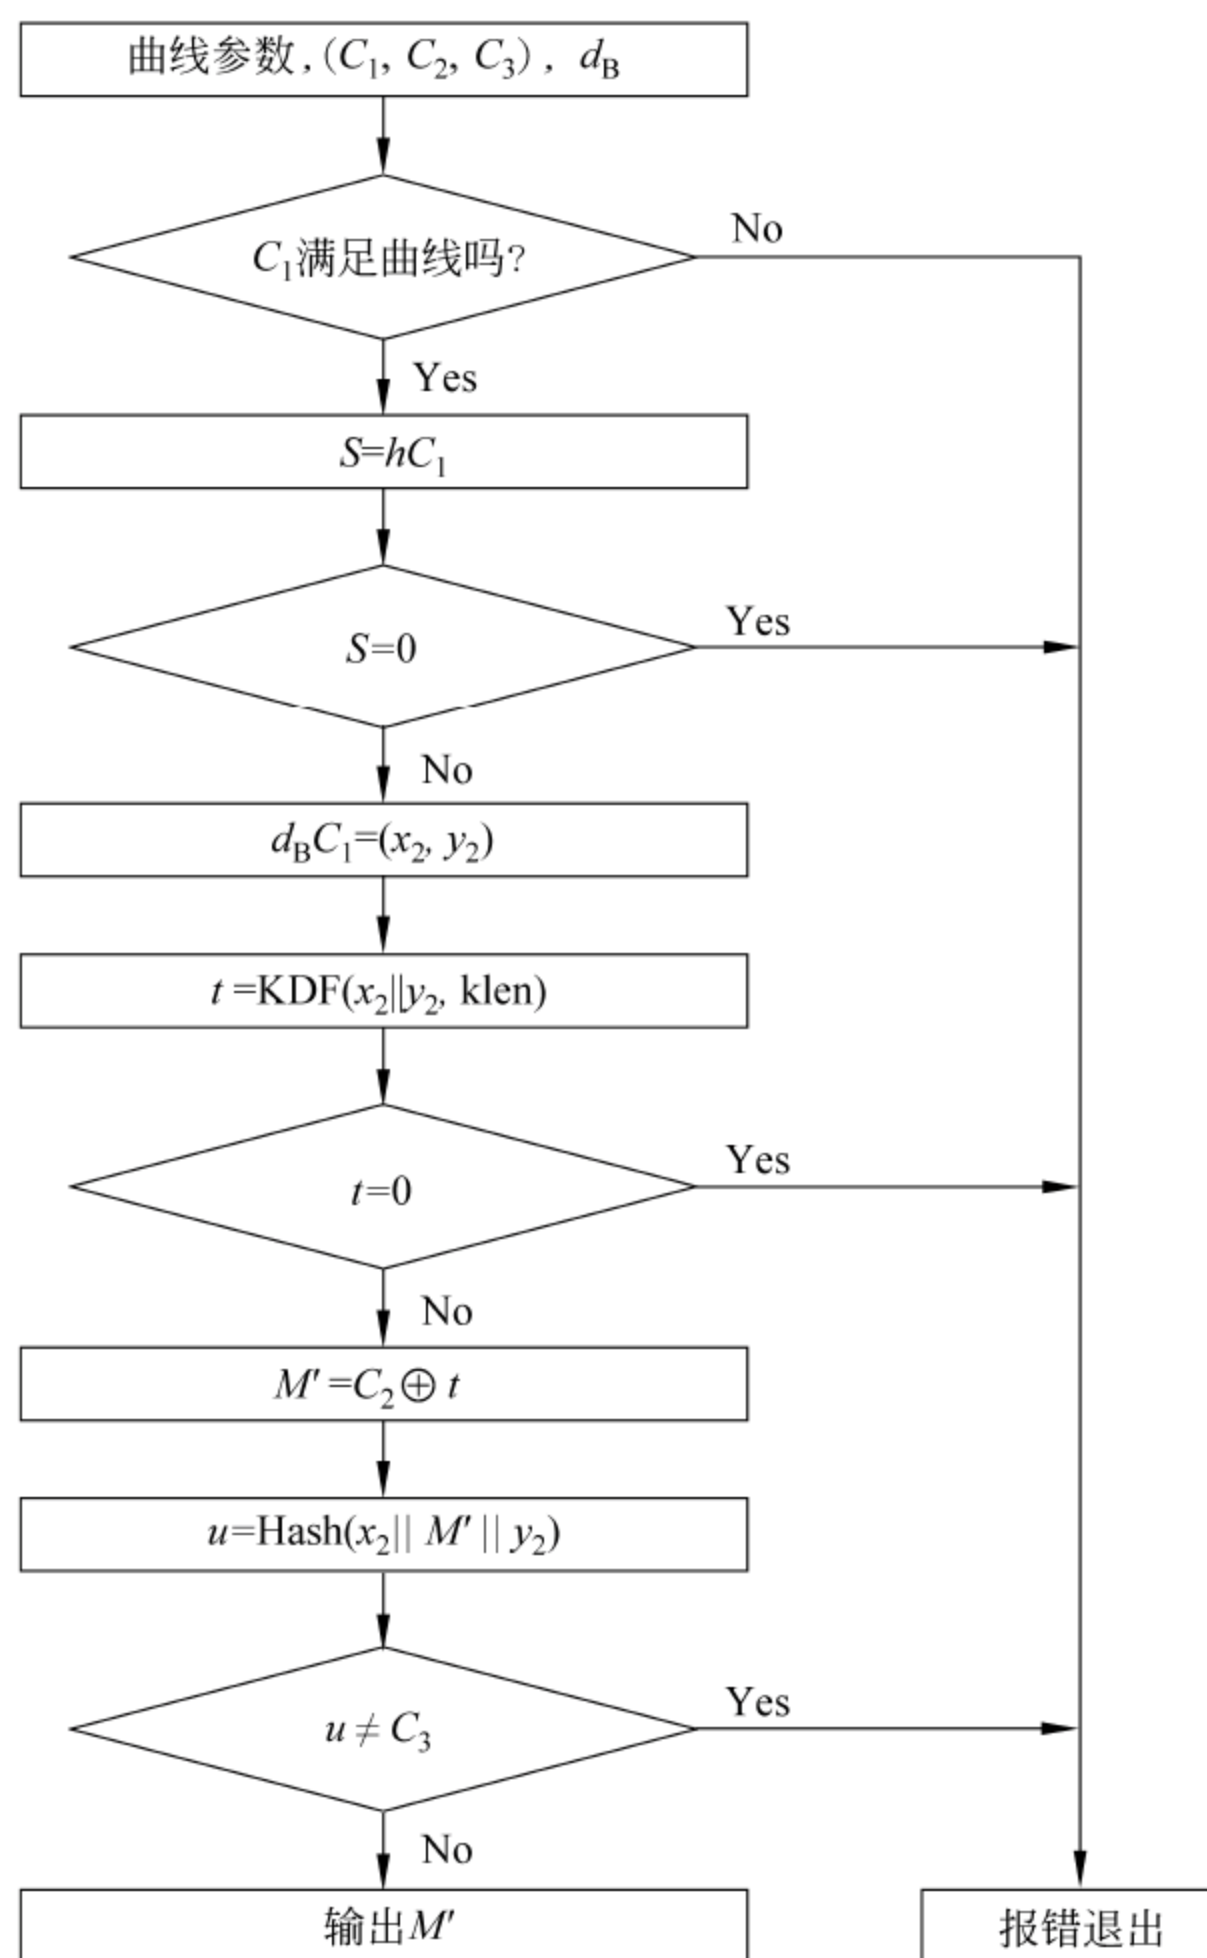 曲线参数,(C₁, C₂, C₃), d_B
C₁满足曲线吗?
No
Yes
S=hC₁
S=0
Yes
No
d_BC₁=(x₂, y₂)
t=KDF(x₂||y₂, klen)
t=0
Yes
No
M′=C₂⊕t
u=Hash(x₂||M′||y₂)
u≠C₃
Yes
No
输出M′
报错退出